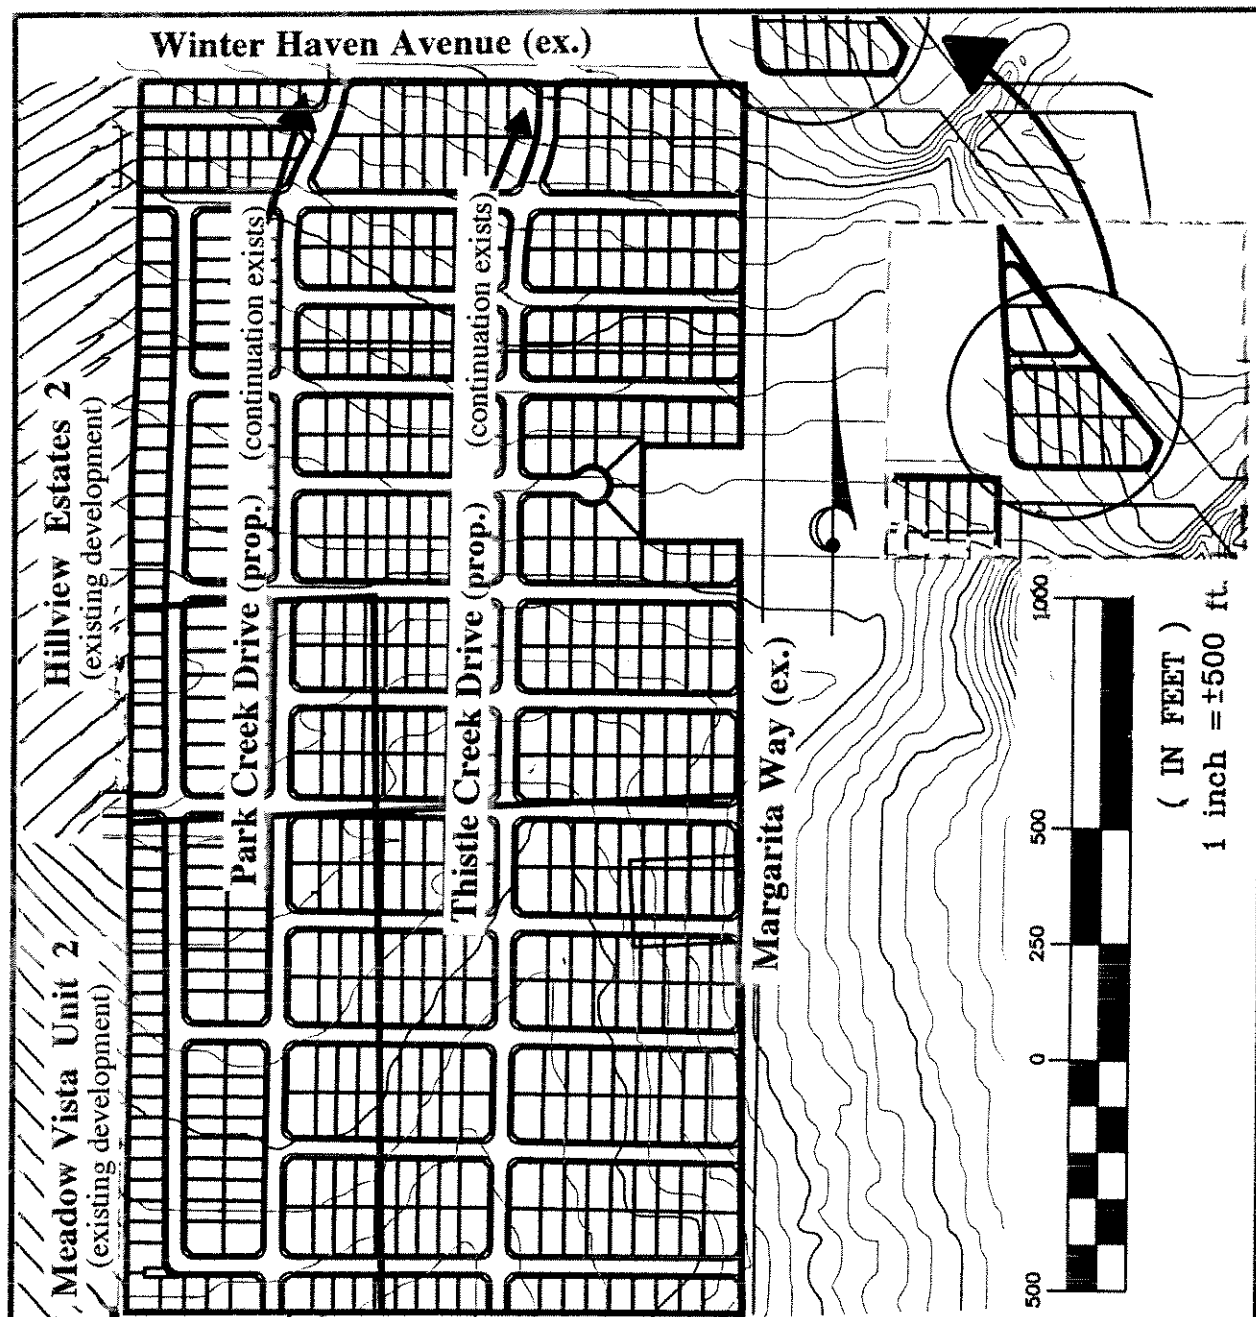 Winter Haven Avenue (ex.)
Hillview Estates 2
(existing development)
Meadow Vista Unit 2
(existing development)
Park Creek Drive (prop.)
(continuation exists)
Thistle Creek Drive (prop.)
(continuation exists)
Margarita Way (ex.)
500
0
250
500
1000
( IN FEET )
1 inch = ±500 ft.